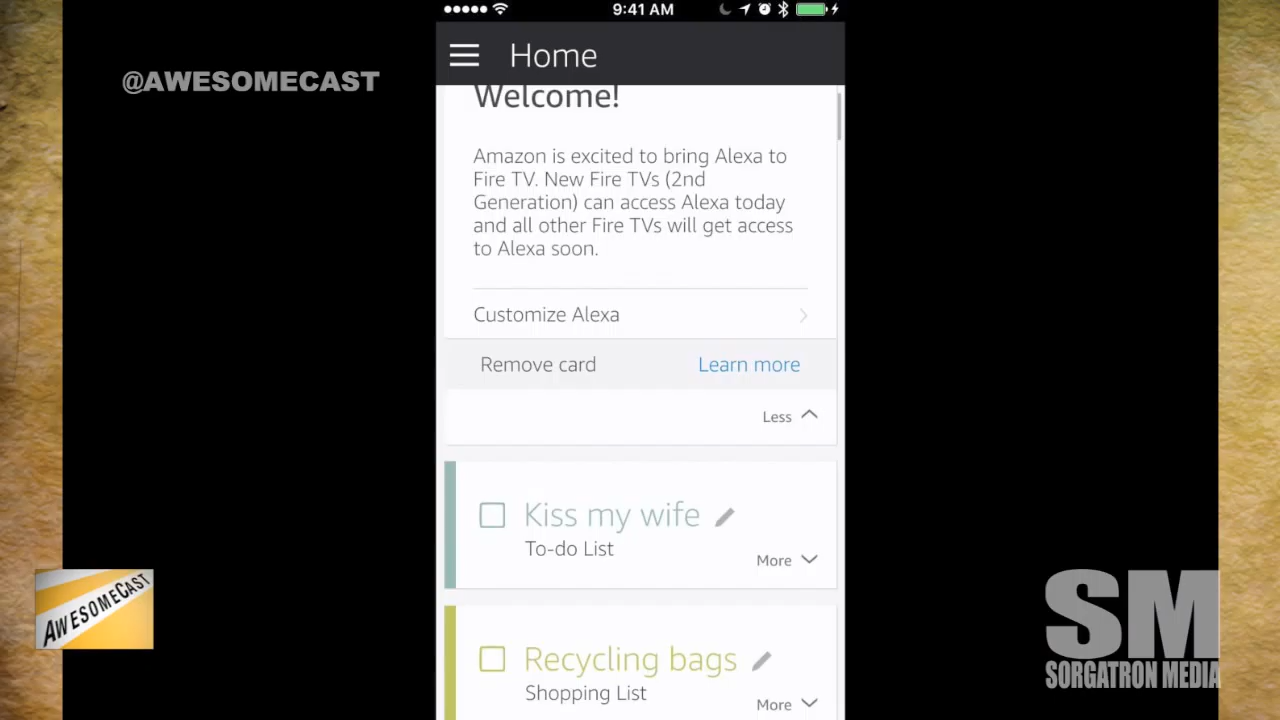 9:41 AM
Home
@AWESOMECAST
Welcome!
Amazon is excited to bring Alexa to
Fire TV. New Fire TVs (2nd
Generation) can access Alexa today
and all other Fire TVs will get access
to Alexa soon.
Customize Alexa
Remove card
Learn more
Less
Kiss my wife
To-do List
More
AWESOMECAST
Recycling bags
Shopping List
More
SM
SORGATRON MEDIA